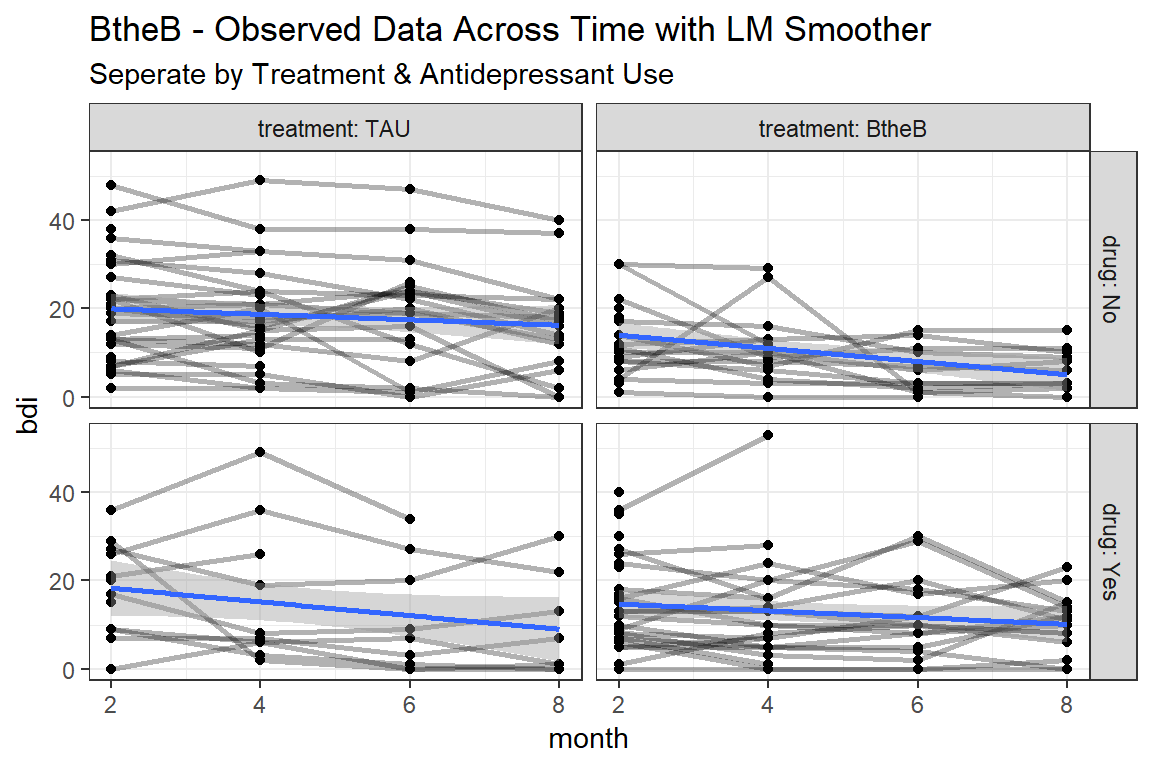 BtheB - Observed Data Across Time with LM Smoother
Seperate by Treatment & Antidepressant Use
treatment: TAU
treatment: BtheB
drug: No
drug: Yes
bdi
40
20
0
40
20
0
2
4
6
8
2
4
6
8
month